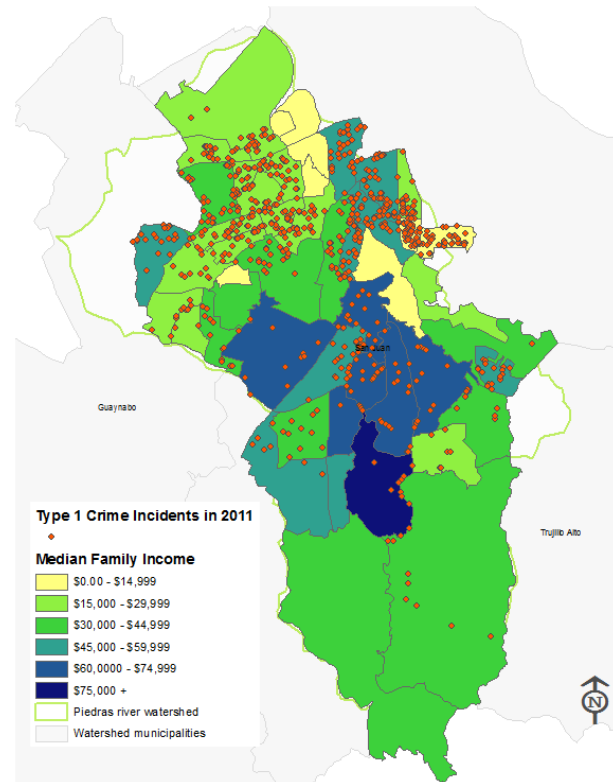 San Juan
Guaynabo
Trujillo Alto
Type 1 Crime Incidents in 2011
Median Family Income
$0.00 - $14,999
$15,000 - $29,999
$30,000 - $44,999
$45,000 - $59,999
$60,0000 - $74,999
$75,000 +
Piedras river watershed
Watershed municipalities
N